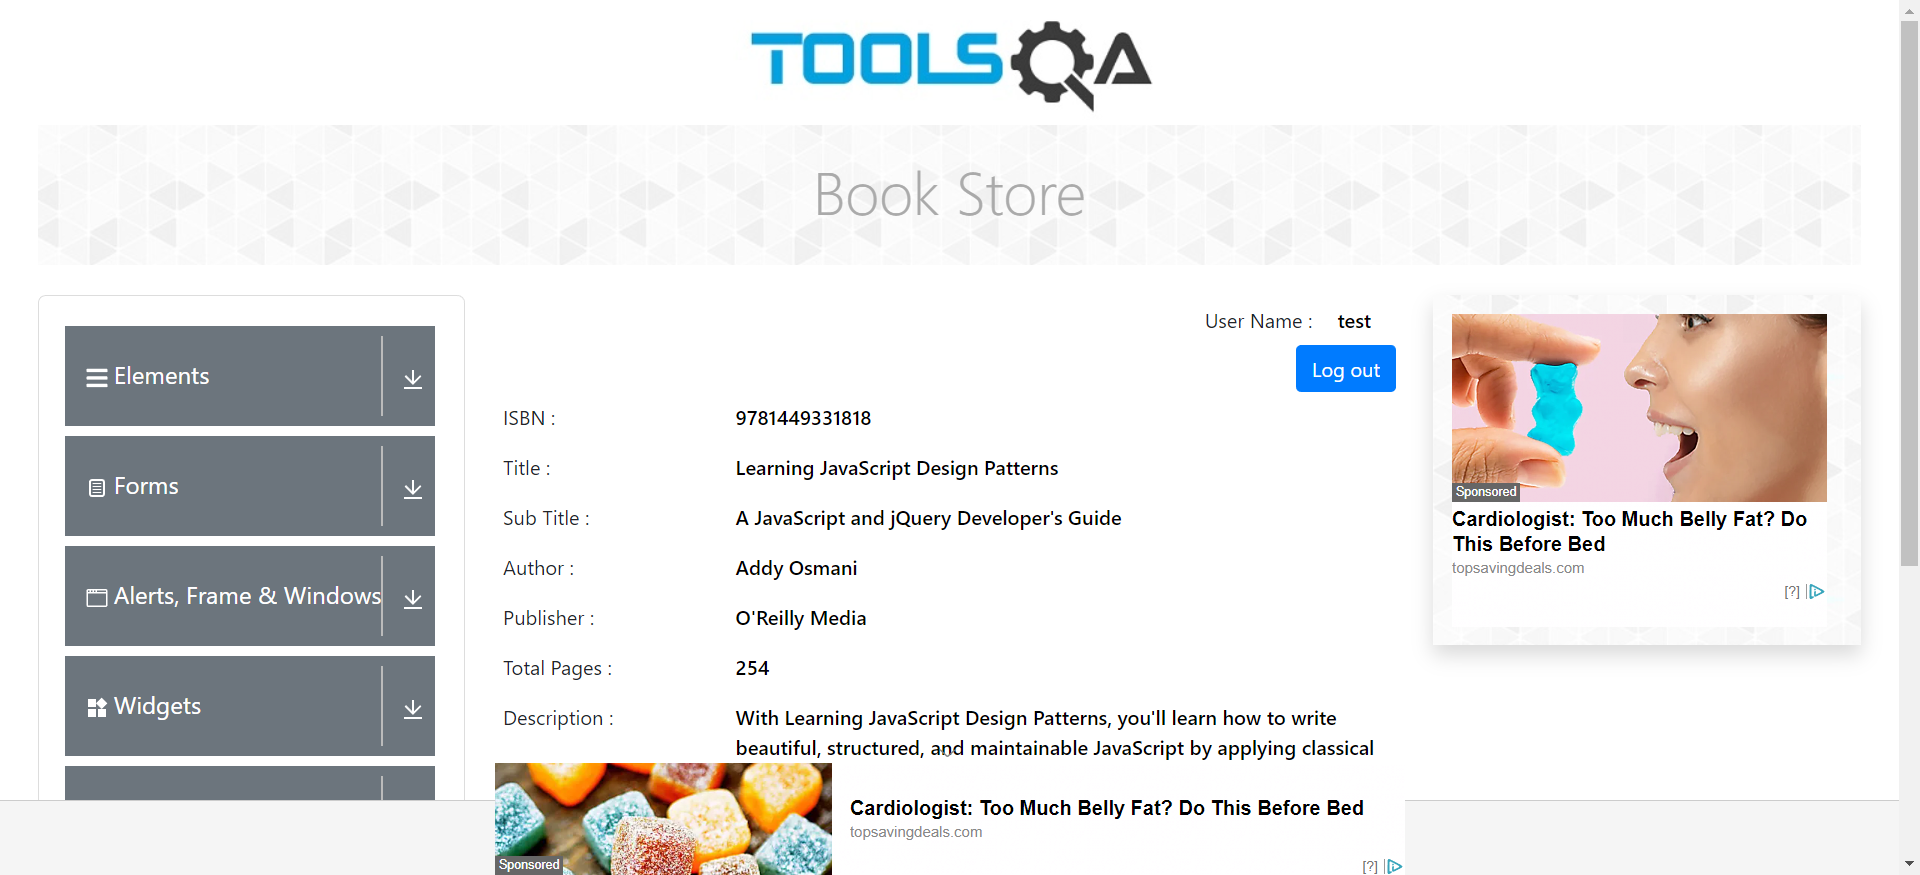 TOOLSQA
Book Store
Elements
Forms
Alerts, Frame & Windows
Widgets
User Name : test
Log out
ISBN : 9781449331818
Title : Learning JavaScript Design Patterns
Sub Title : A JavaScript and jQuery Developer's Guide
Author : Addy Osmani
Publisher : O'Reilly Media
Total Pages : 254
Description : With Learning JavaScript Design Patterns, you'll learn how to write
beautiful, structured, and maintainable JavaScript by applying classical
Sponsored
Cardiologist: Too Much Belly Fat? Do
This Before Bed
topsavingdeals.com
[?]
Sponsored
Cardiologist: Too Much Belly Fat? Do This Before Bed
topsavingdeals.com
[?]